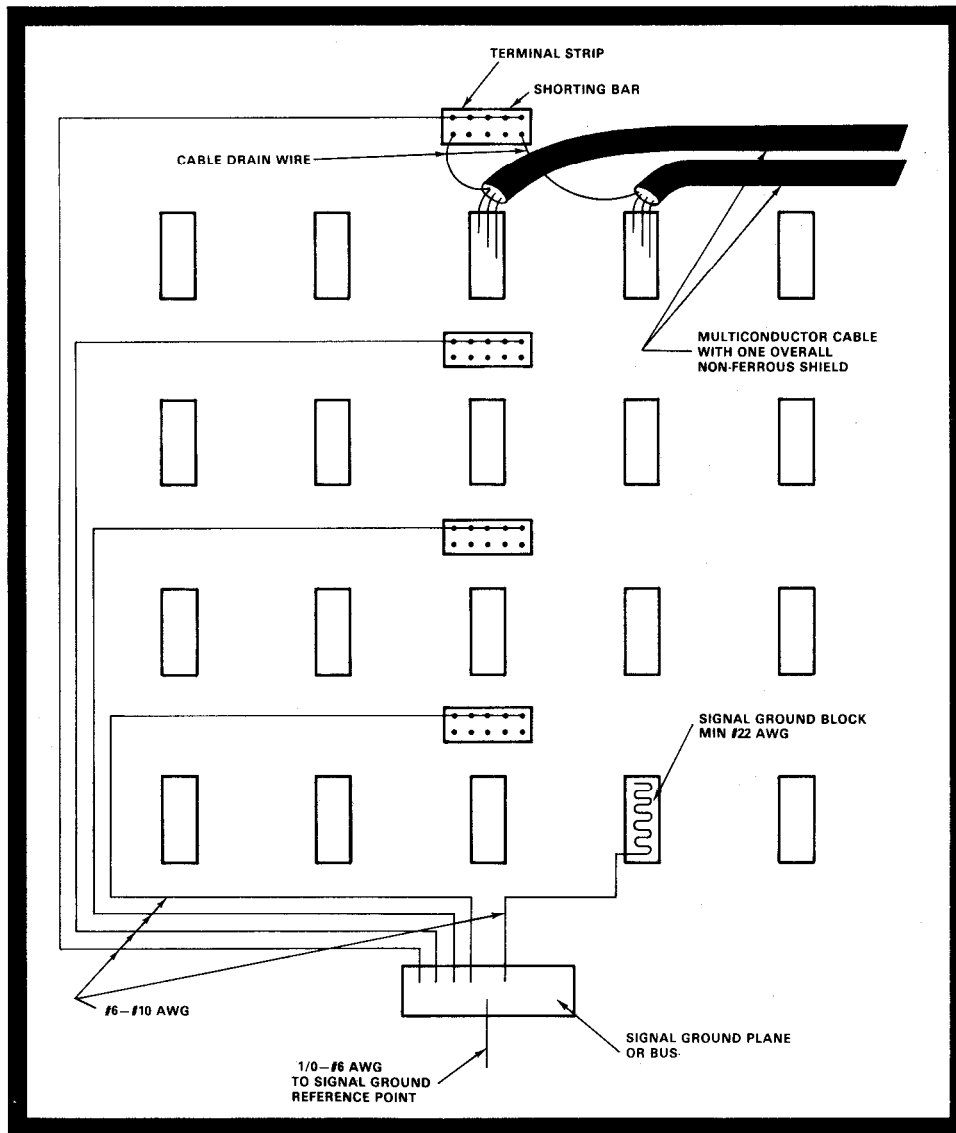 TERMINAL STRIP
SHORTING BAR
CABLE DRAIN WIRE
MULTICONDUCTOR CABLE
WITH ONE OVERALL
NON-FERROUS SHIELD
SIGNAL GROUND BLOCK
MIN #22 AWG
#6–#10 AWG
SIGNAL GROUND PLANE
OR BUS
1/0–#6 AWG
TO SIGNAL GROUND
REFERENCE POINT